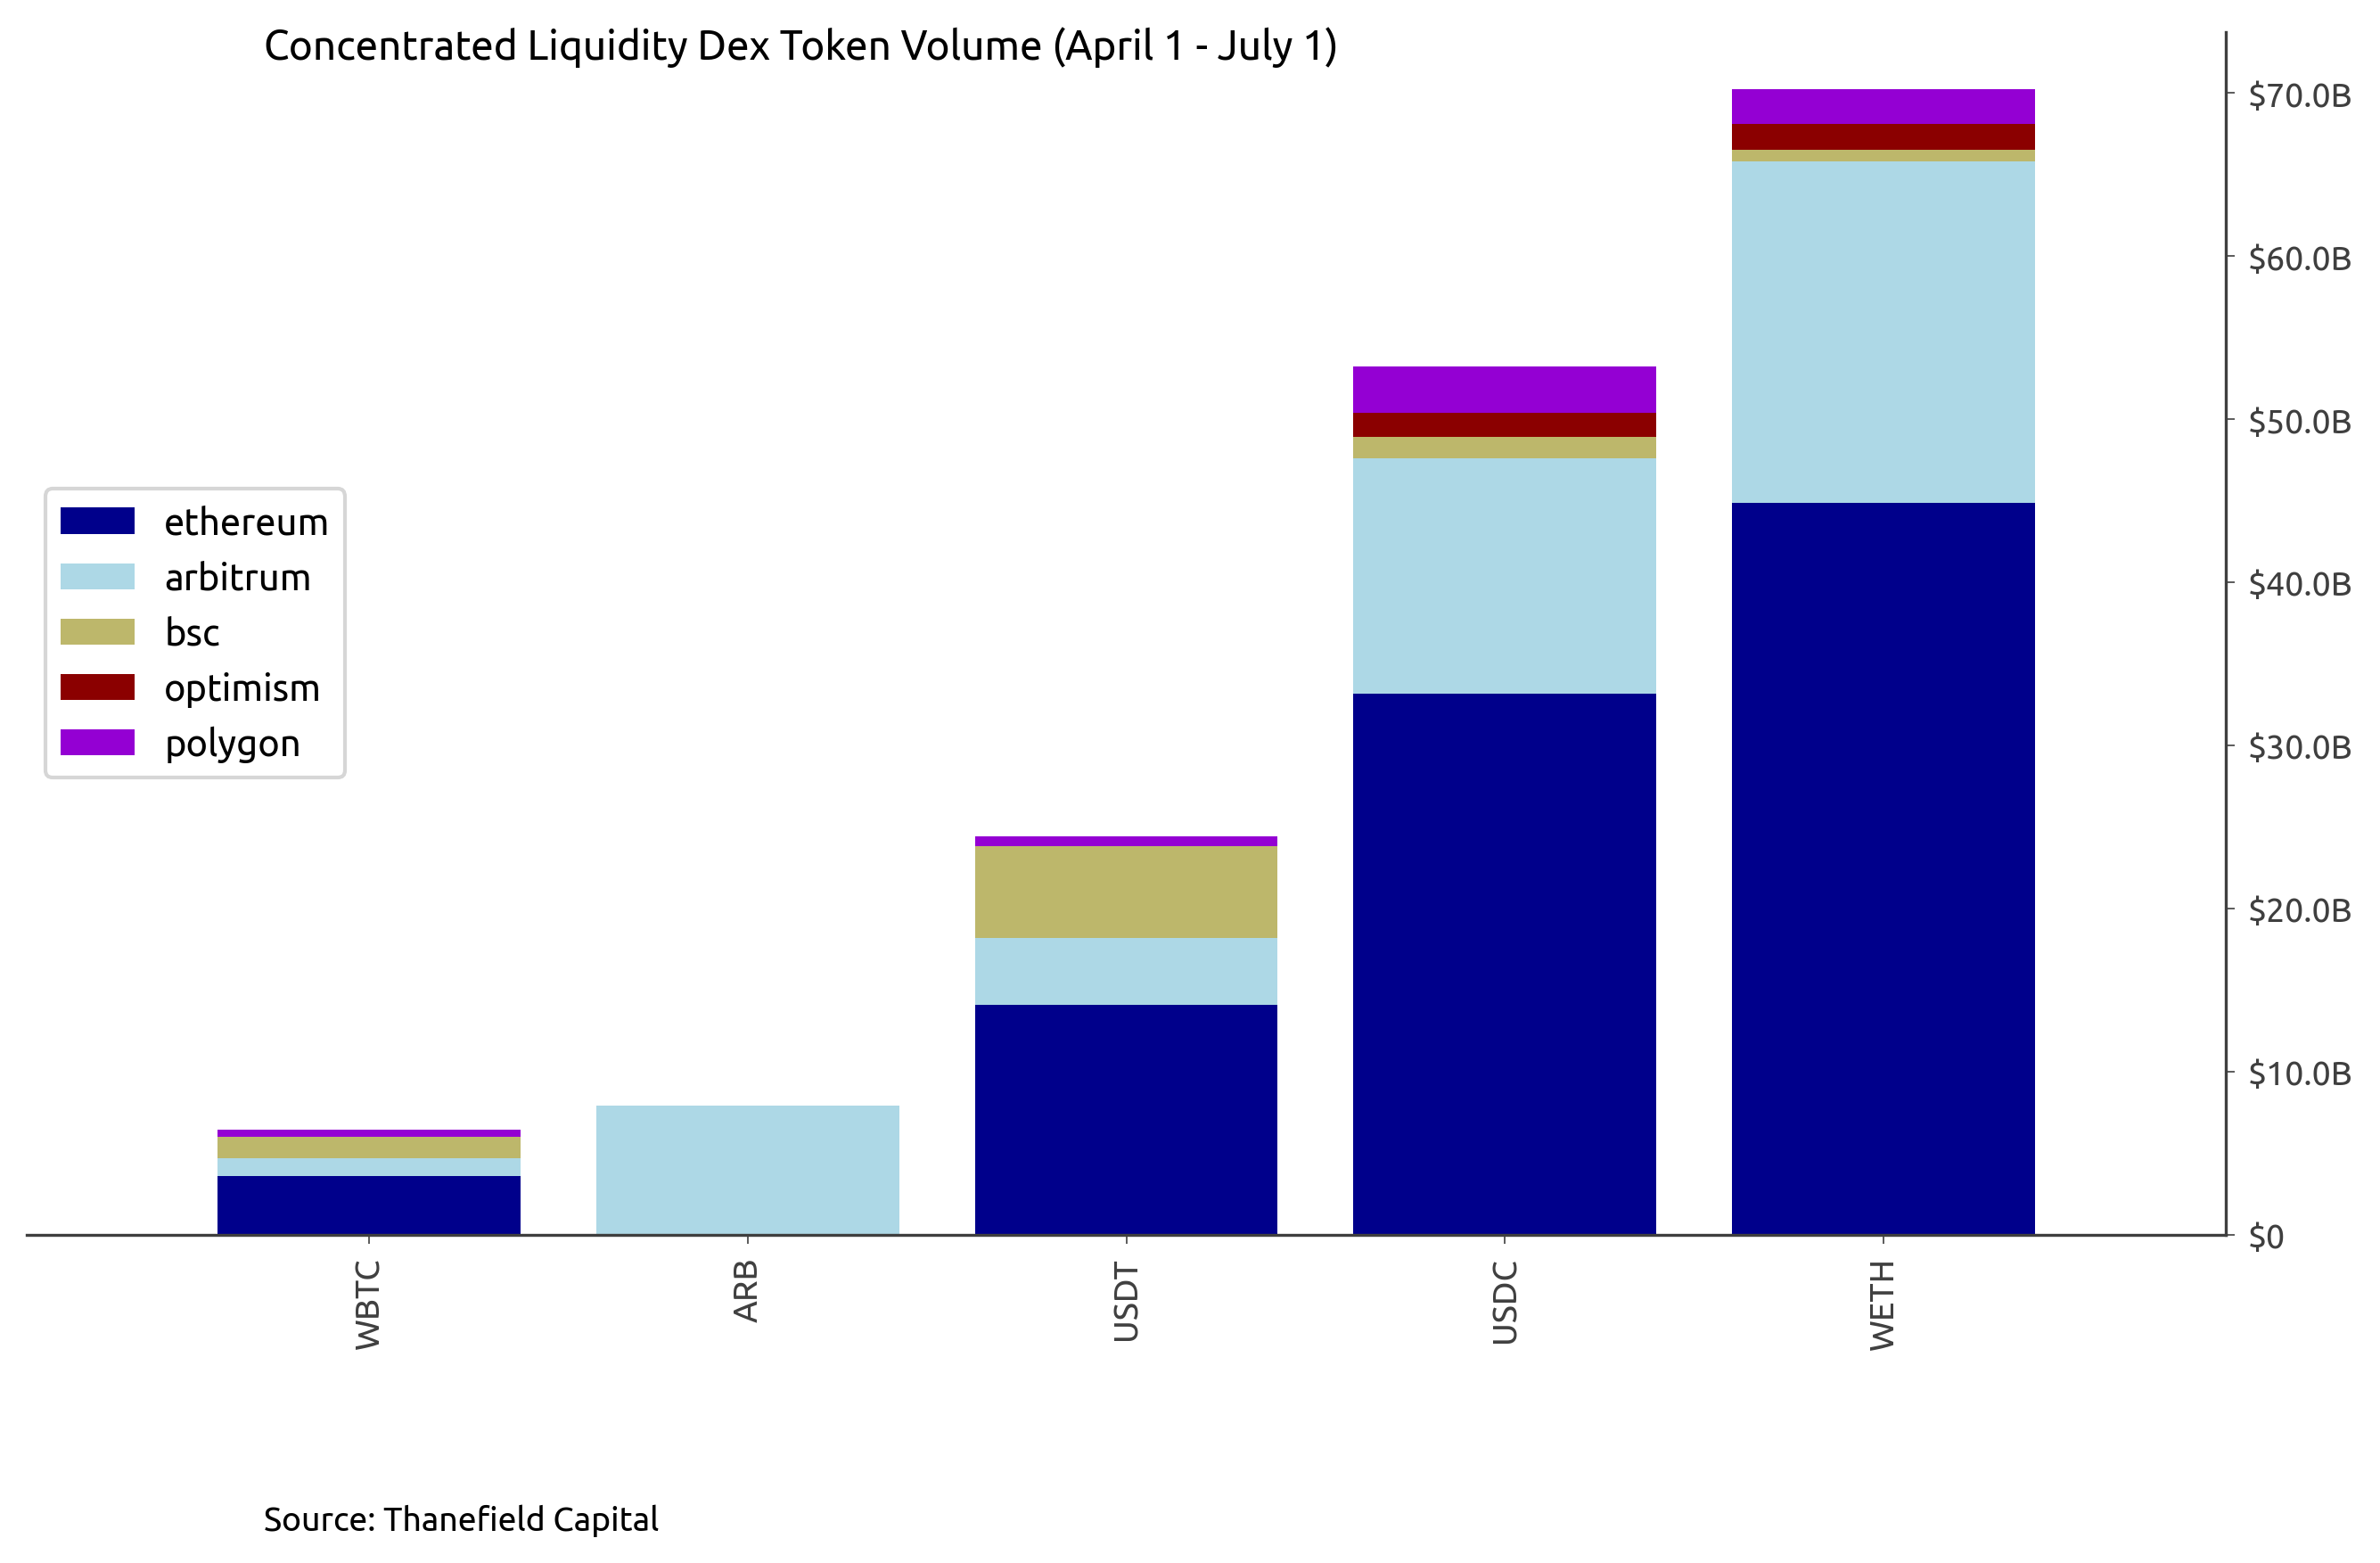 Concentrated Liquidity Dex Token Volume (April 1 - July 1)
$70.0B
$60.0B
$50.0B
$40.0B
$30.0B
$20.0B
$10.0B
$0
ethereum
arbitrum
bsc
optimism
polygon
WBTC
ARB
USDT
USDC
WETH
Source: Thanefield Capital